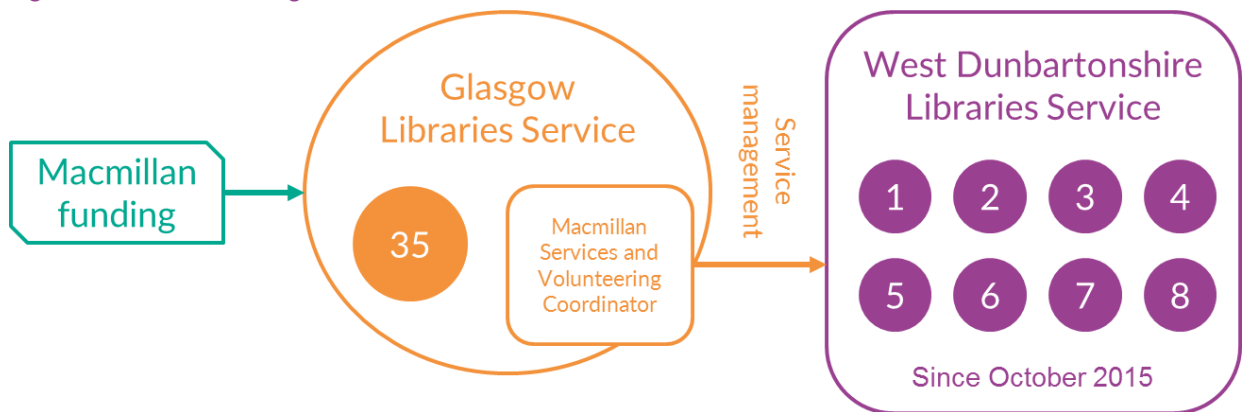 Macmillan
funding
Glasgow
Libraries Service
35
Macmillan
Services and
Volunteering
Coordinator
Service
management
West Dunbartonshire
Libraries Service
1 2 3 4
5 6 7 8
Since October 2015